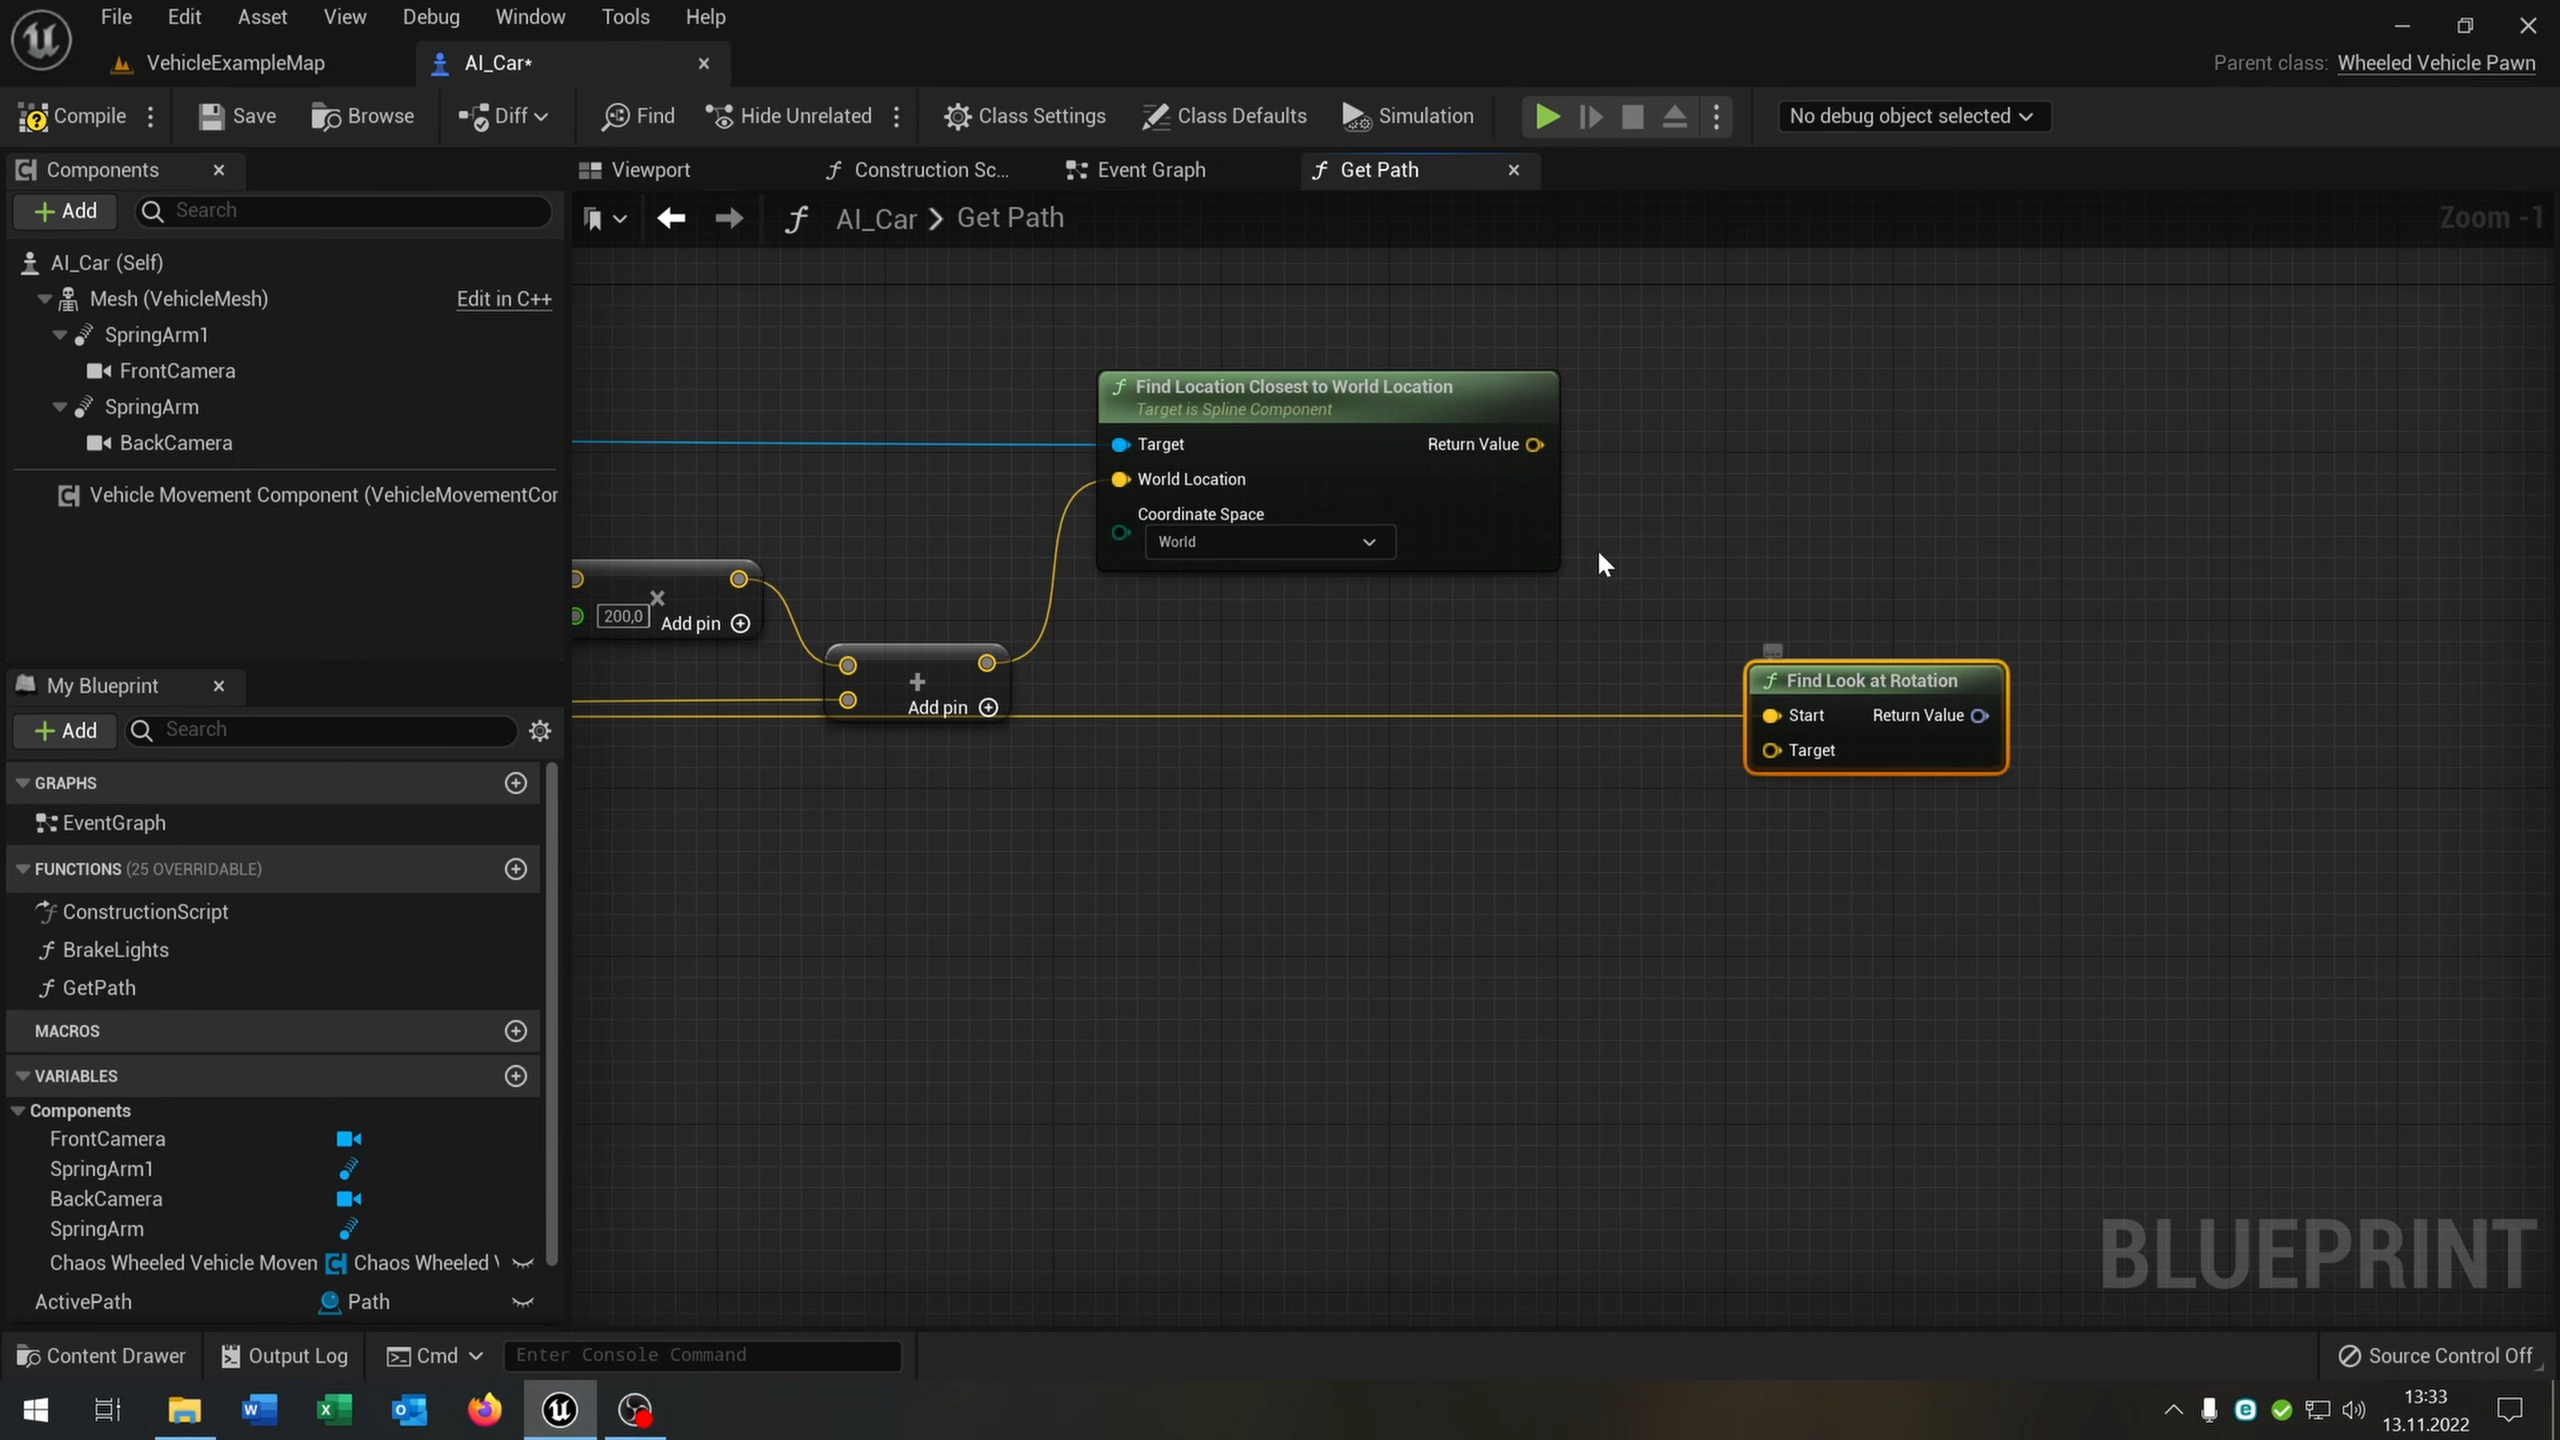 File Edit Asset View Debug Window Tools Help
VehicleExampleMap
AI_Car*
Parent class: Wheeled Vehicle Pawn
Compile Save Browse Diff Find Hide Unrelated Class Settings Class Defaults Simulation No debug object selected
Components
Viewport Construction Sc... Event Graph Get Path
Add Search
AI_Car > Get Path
Zoom -1
AI_Car (Self)
Mesh (VehicleMesh) Edit in C++
SpringArm1
FrontCamera
SpringArm
BackCamera
Vehicle Movement Component (VehicleMovementCor
Find Location Closest to World Location
Target is Spline Component
Target Return Value
World Location
Coordinate Space
World
200,0 Add pin
Add pin
Find Look at Rotation
Start Return Value
Target
My Blueprint
Add Search
GRAPHS
EventGraph
FUNCTIONS (25 OVERRIDABLE)
ConstructionScript
BrakeLights
GetPath
MACROS
VARIABLES
Components
FrontCamera
SpringArm1
BackCamera
SpringArm
Chaos Wheeled Vehicle Movem Chaos Wheeled V
ActivePath Path
BLUEPRINT
Content Drawer Output Log Cmd Enter Console Command Source Control Off
13:33
13.11.2022